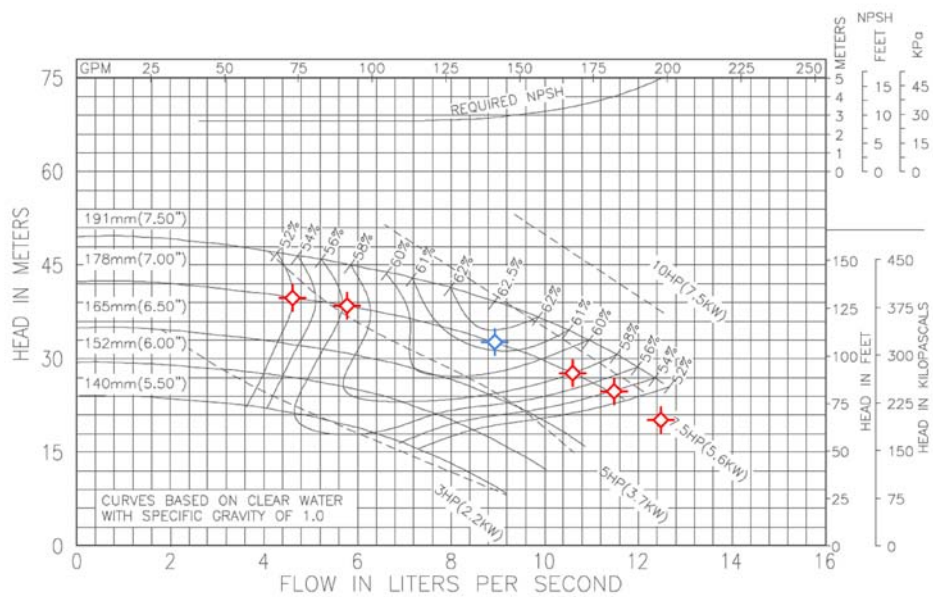 NPSH
METERS
FEET
KPa
GPM 25 50 75 100 125 150 175 200 225 250
75
60
45
30
15
0
HEAD IN METERS
REQUIRED NPSH
5
4
3
2
1
0
15
10
5
0
45
30
15
0
191mm(7.50")
178mm(7.00")
165mm(6.50")
152mm(6.00")
140mm(5.50")
52%
54%
56%
58%
60%
61%
62%
62.5%
62%
61%
60%
58%
56%
54%
52%
10HP(7.5KW)
7.5HP(5.6KW)
5HP(3.7KW)
3HP(2.2KW)
150
125
100
75
50
25
0
HEAD IN FEET
450
375
300
225
150
75
0
HEAD IN KILOPASCALS
CURVES BASED ON CLEAR WATER
WITH SPECIFIC GRAVITY OF 1.0
0 2 4 6 8 10 12 14 16
FLOW IN LITERS PER SECOND